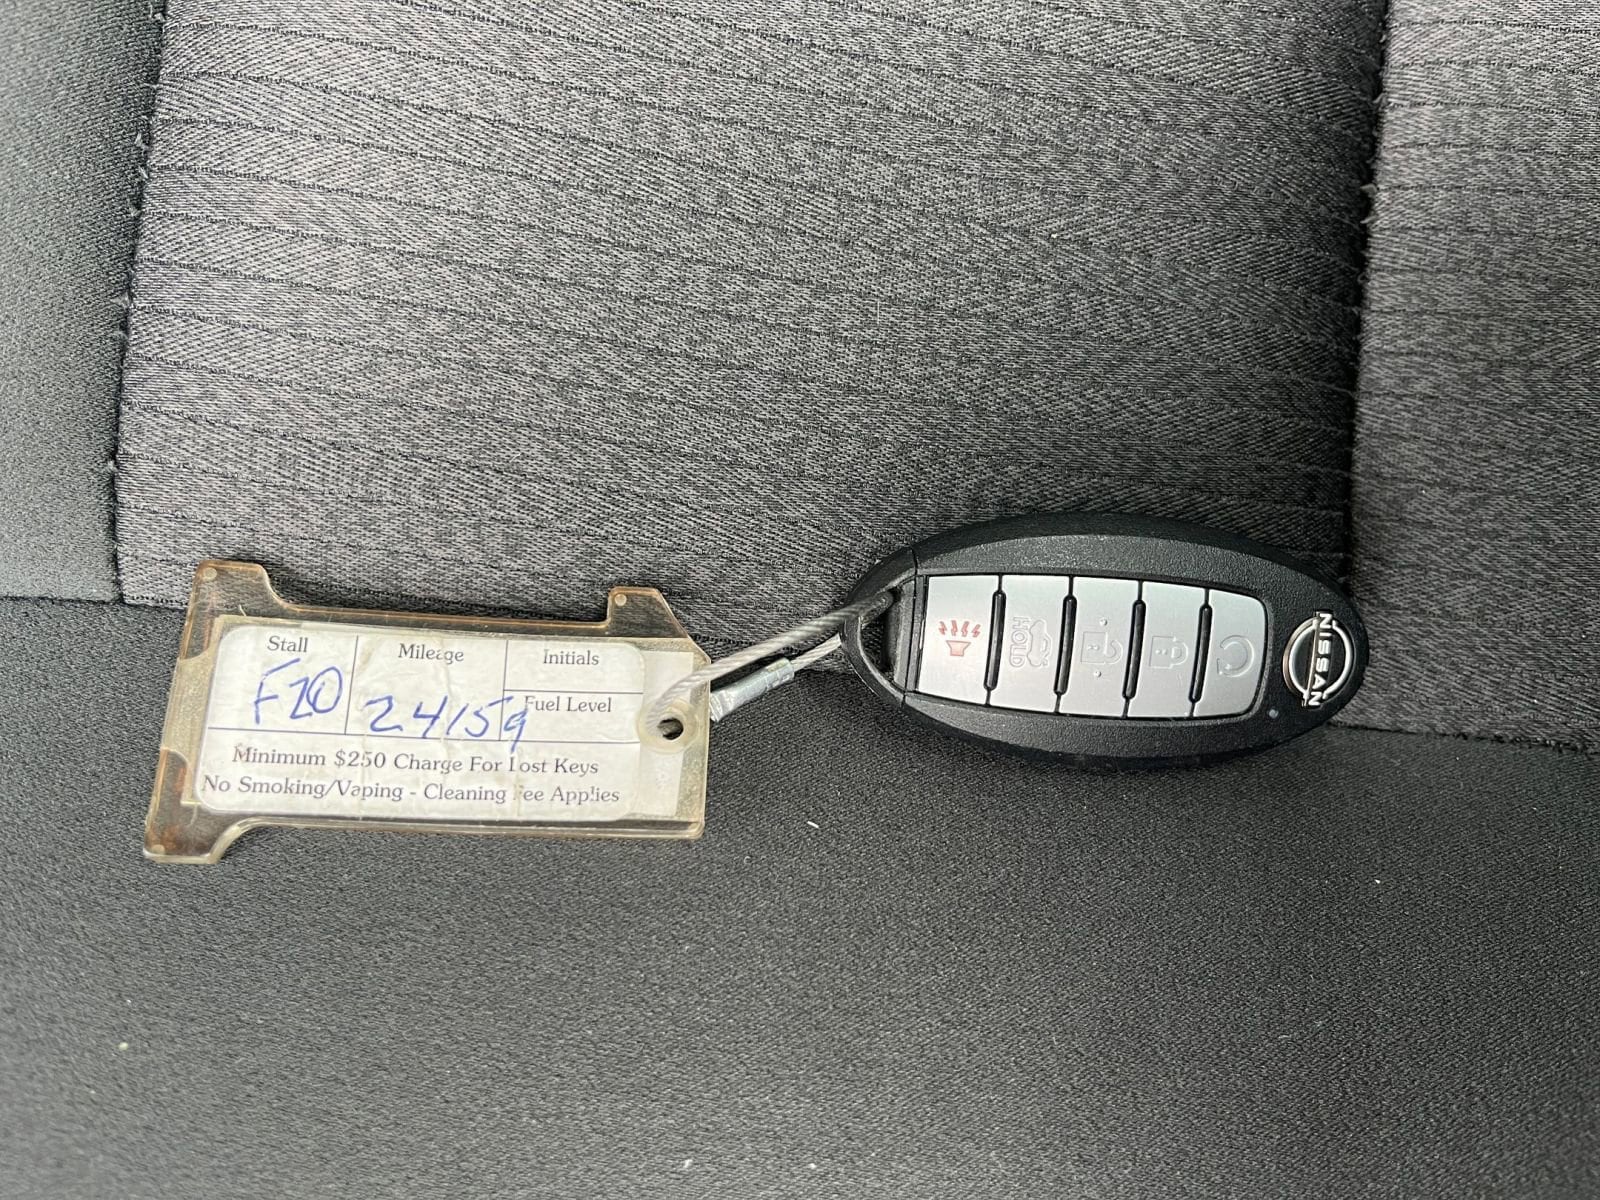 Stall Mileage Initials
F20 24159
Fuel Level
Minimum $250 Charge For Lost Keys
No Smoking/Vaping - Cleaning Fee Applies
HOLD
NISSAN